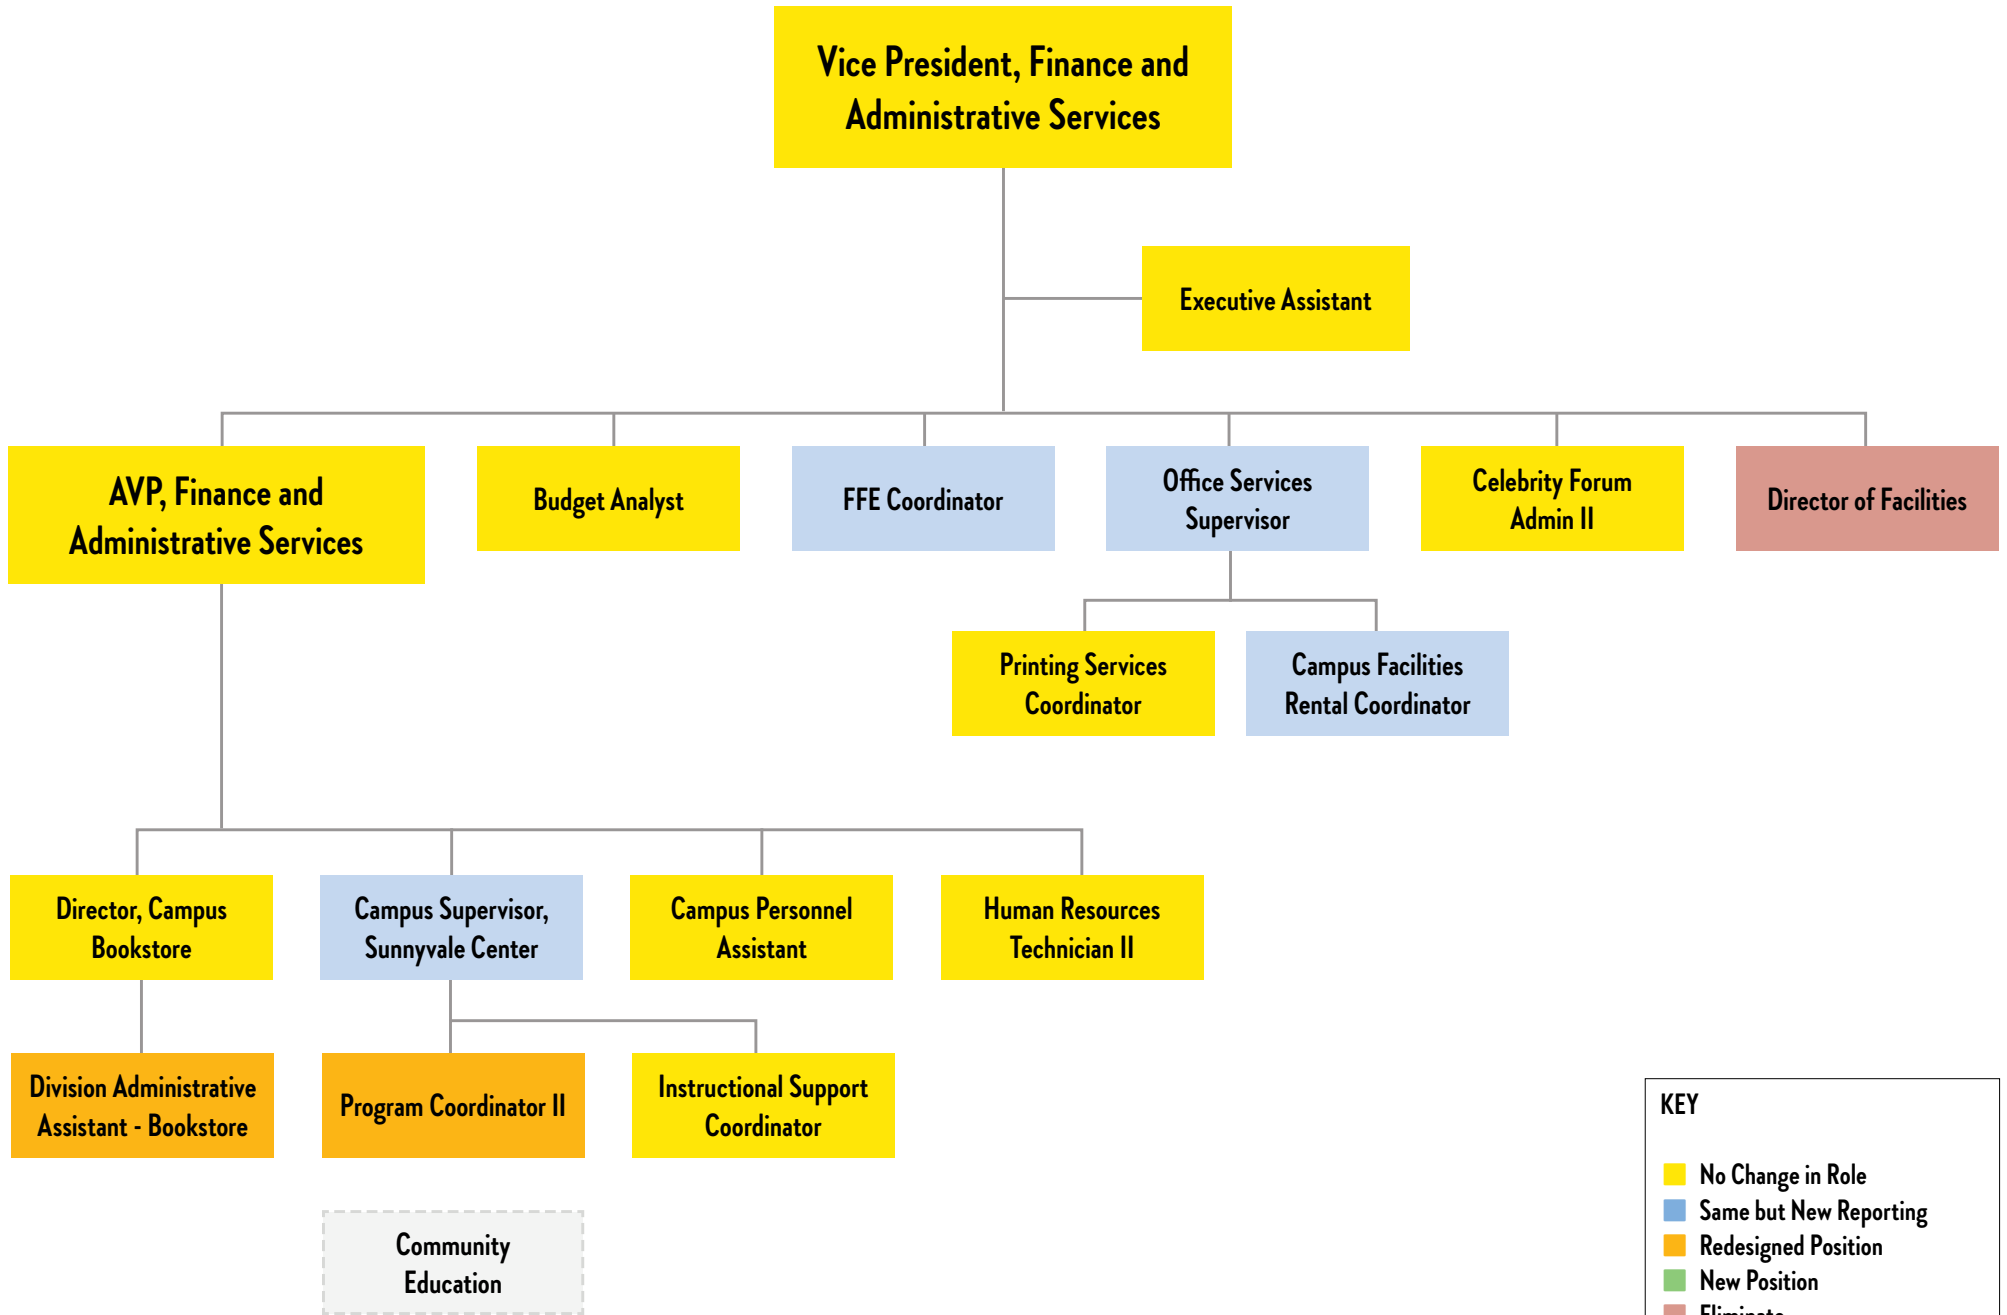 Vice President, Finance and
Administrative Services
Executive Assistant
AVP, Finance and
Administrative Services
Budget Analyst
FFE Coordinator
Office Services
Supervisor
Celebrity Forum
Admin II
Director of Facilities
Printing Services
Coordinator
Campus Facilities
Rental Coordinator
Director, Campus
Bookstore
Campus Supervisor,
Sunnyvale Center
Campus Personnel
Assistant
Human Resources
Technician II
Division Administrative
Assistant - Bookstore
Program Coordinator II
Instructional Support
Coordinator
Community
Education
KEY
No Change in Role
Same but New Reporting
Redesigned Position
New Position
Eliminate